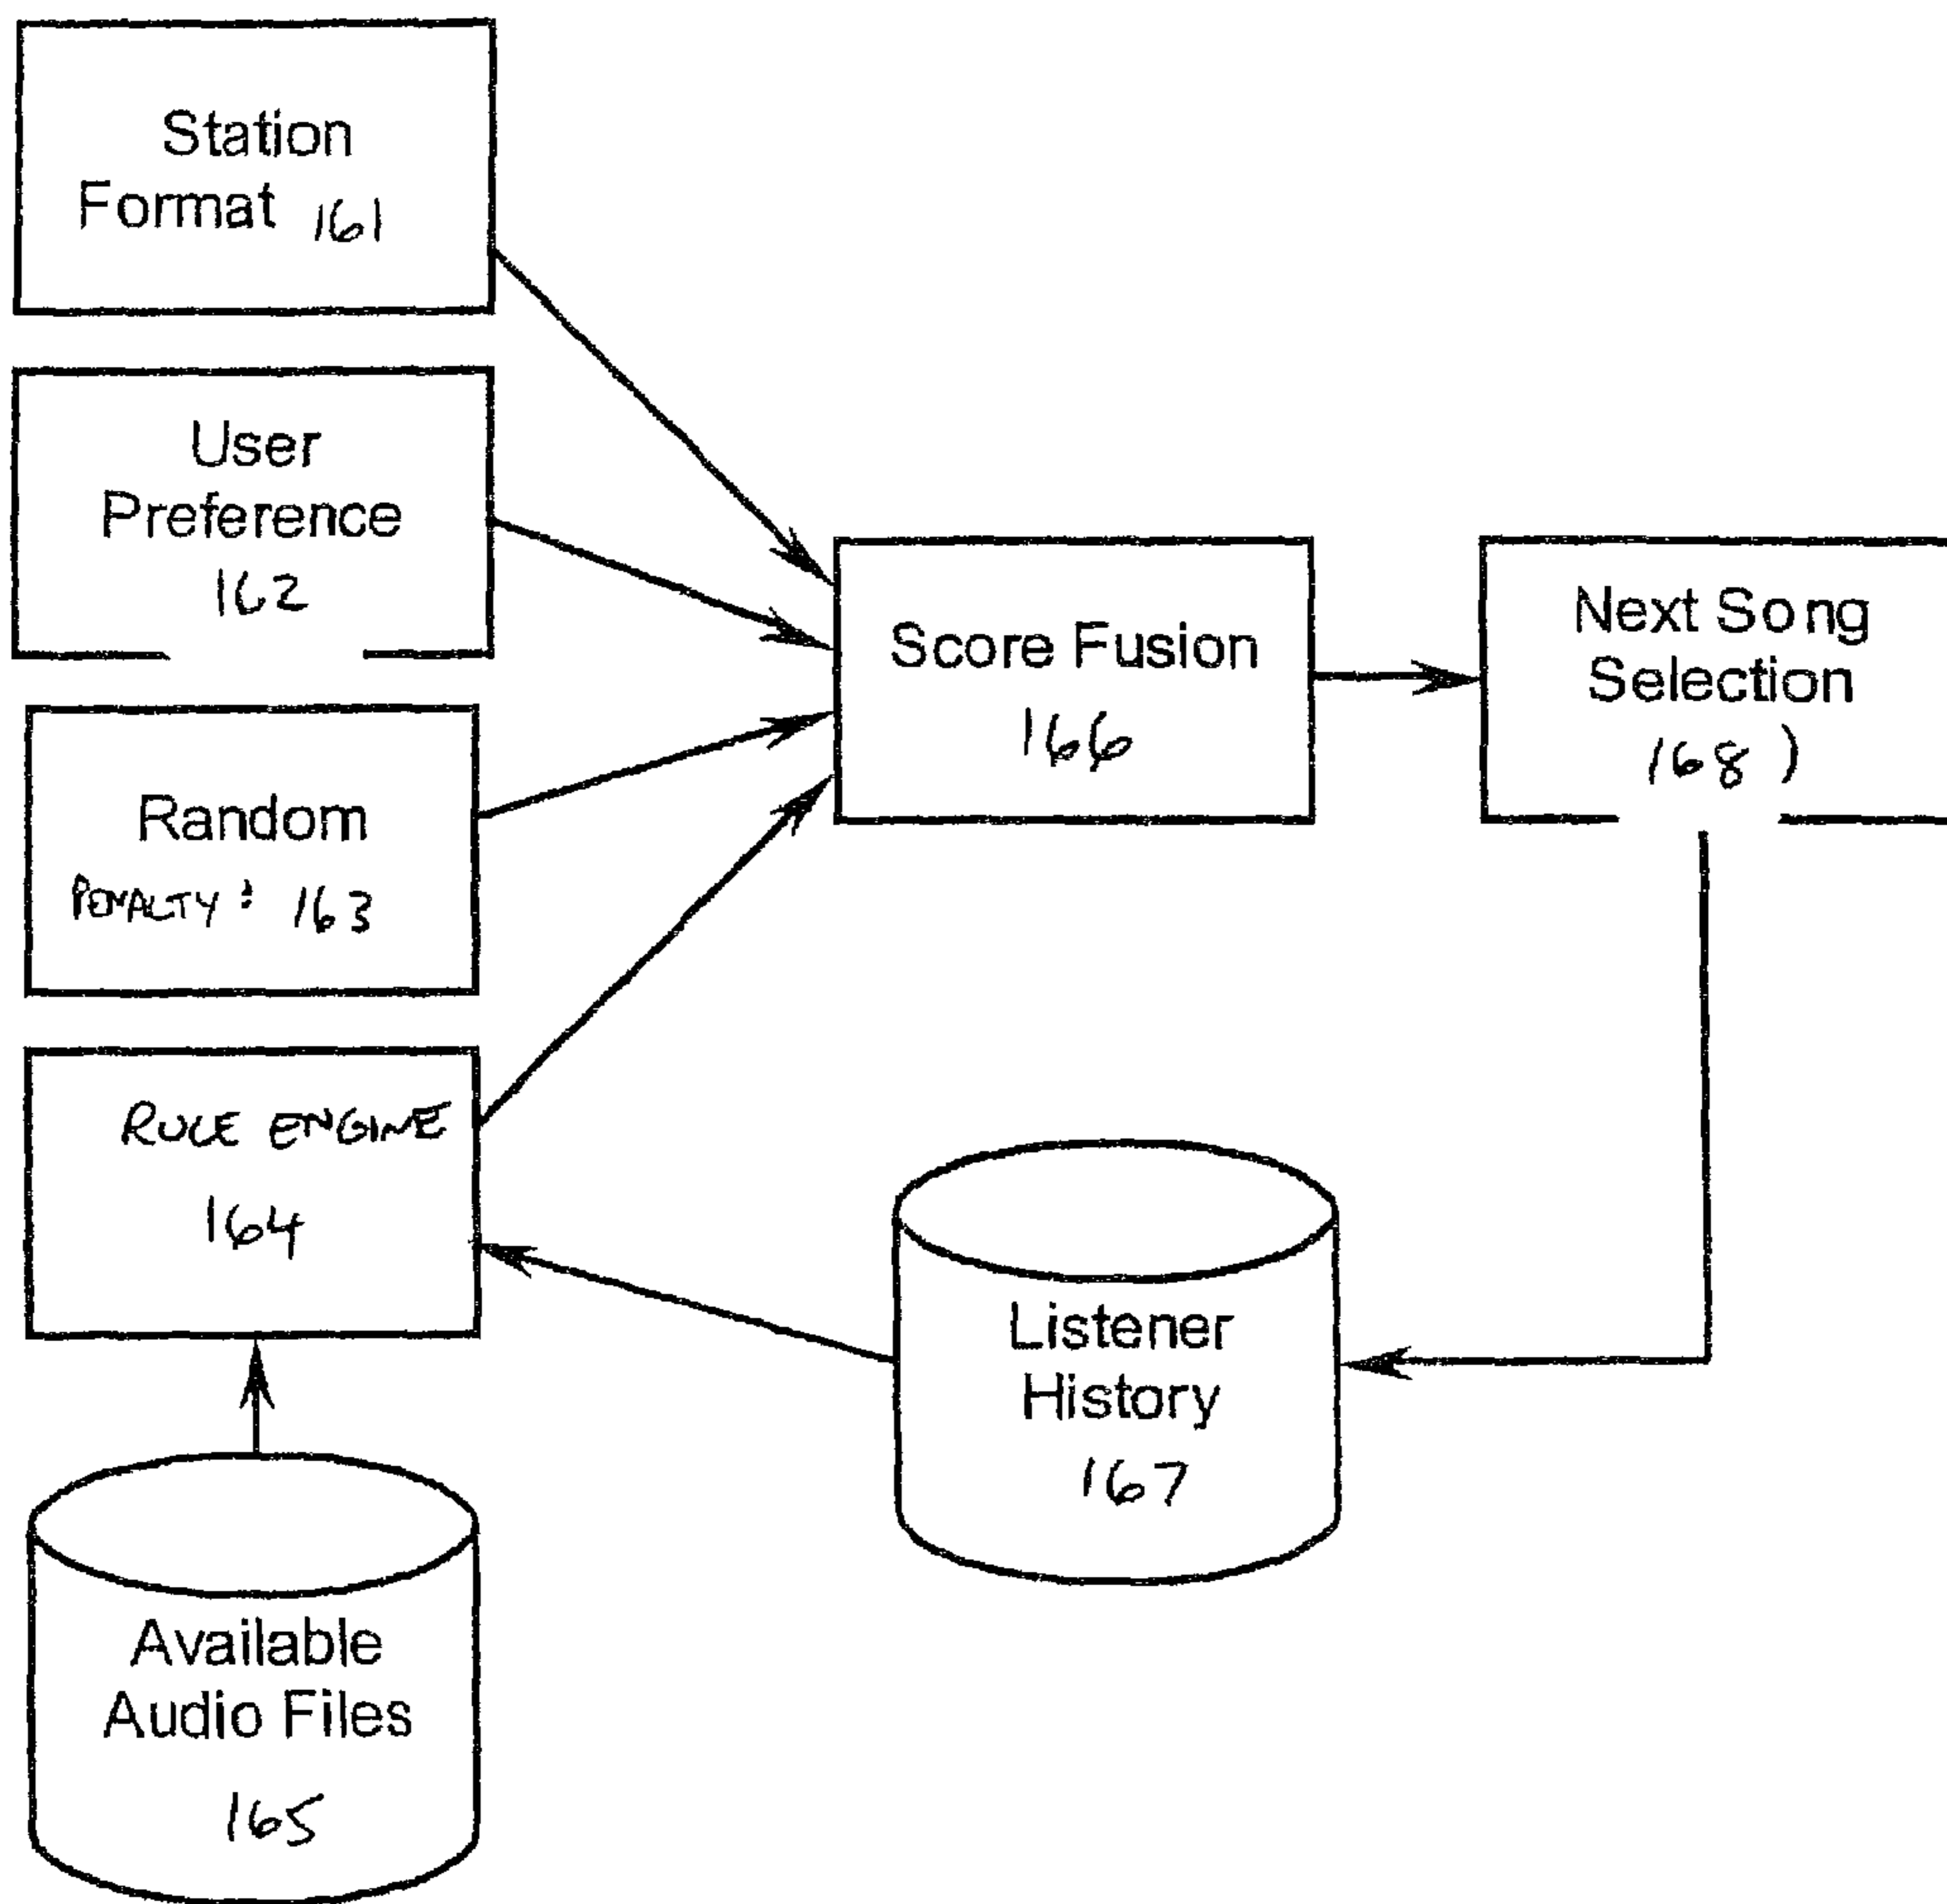 Station
Format 161
User
Preference
162
Random
PENALTY: 163
RULE ENGINE
164
Available
Audio Files
165
Score Fusion
166
Next Song
Selection
168 )
Listener
History
167